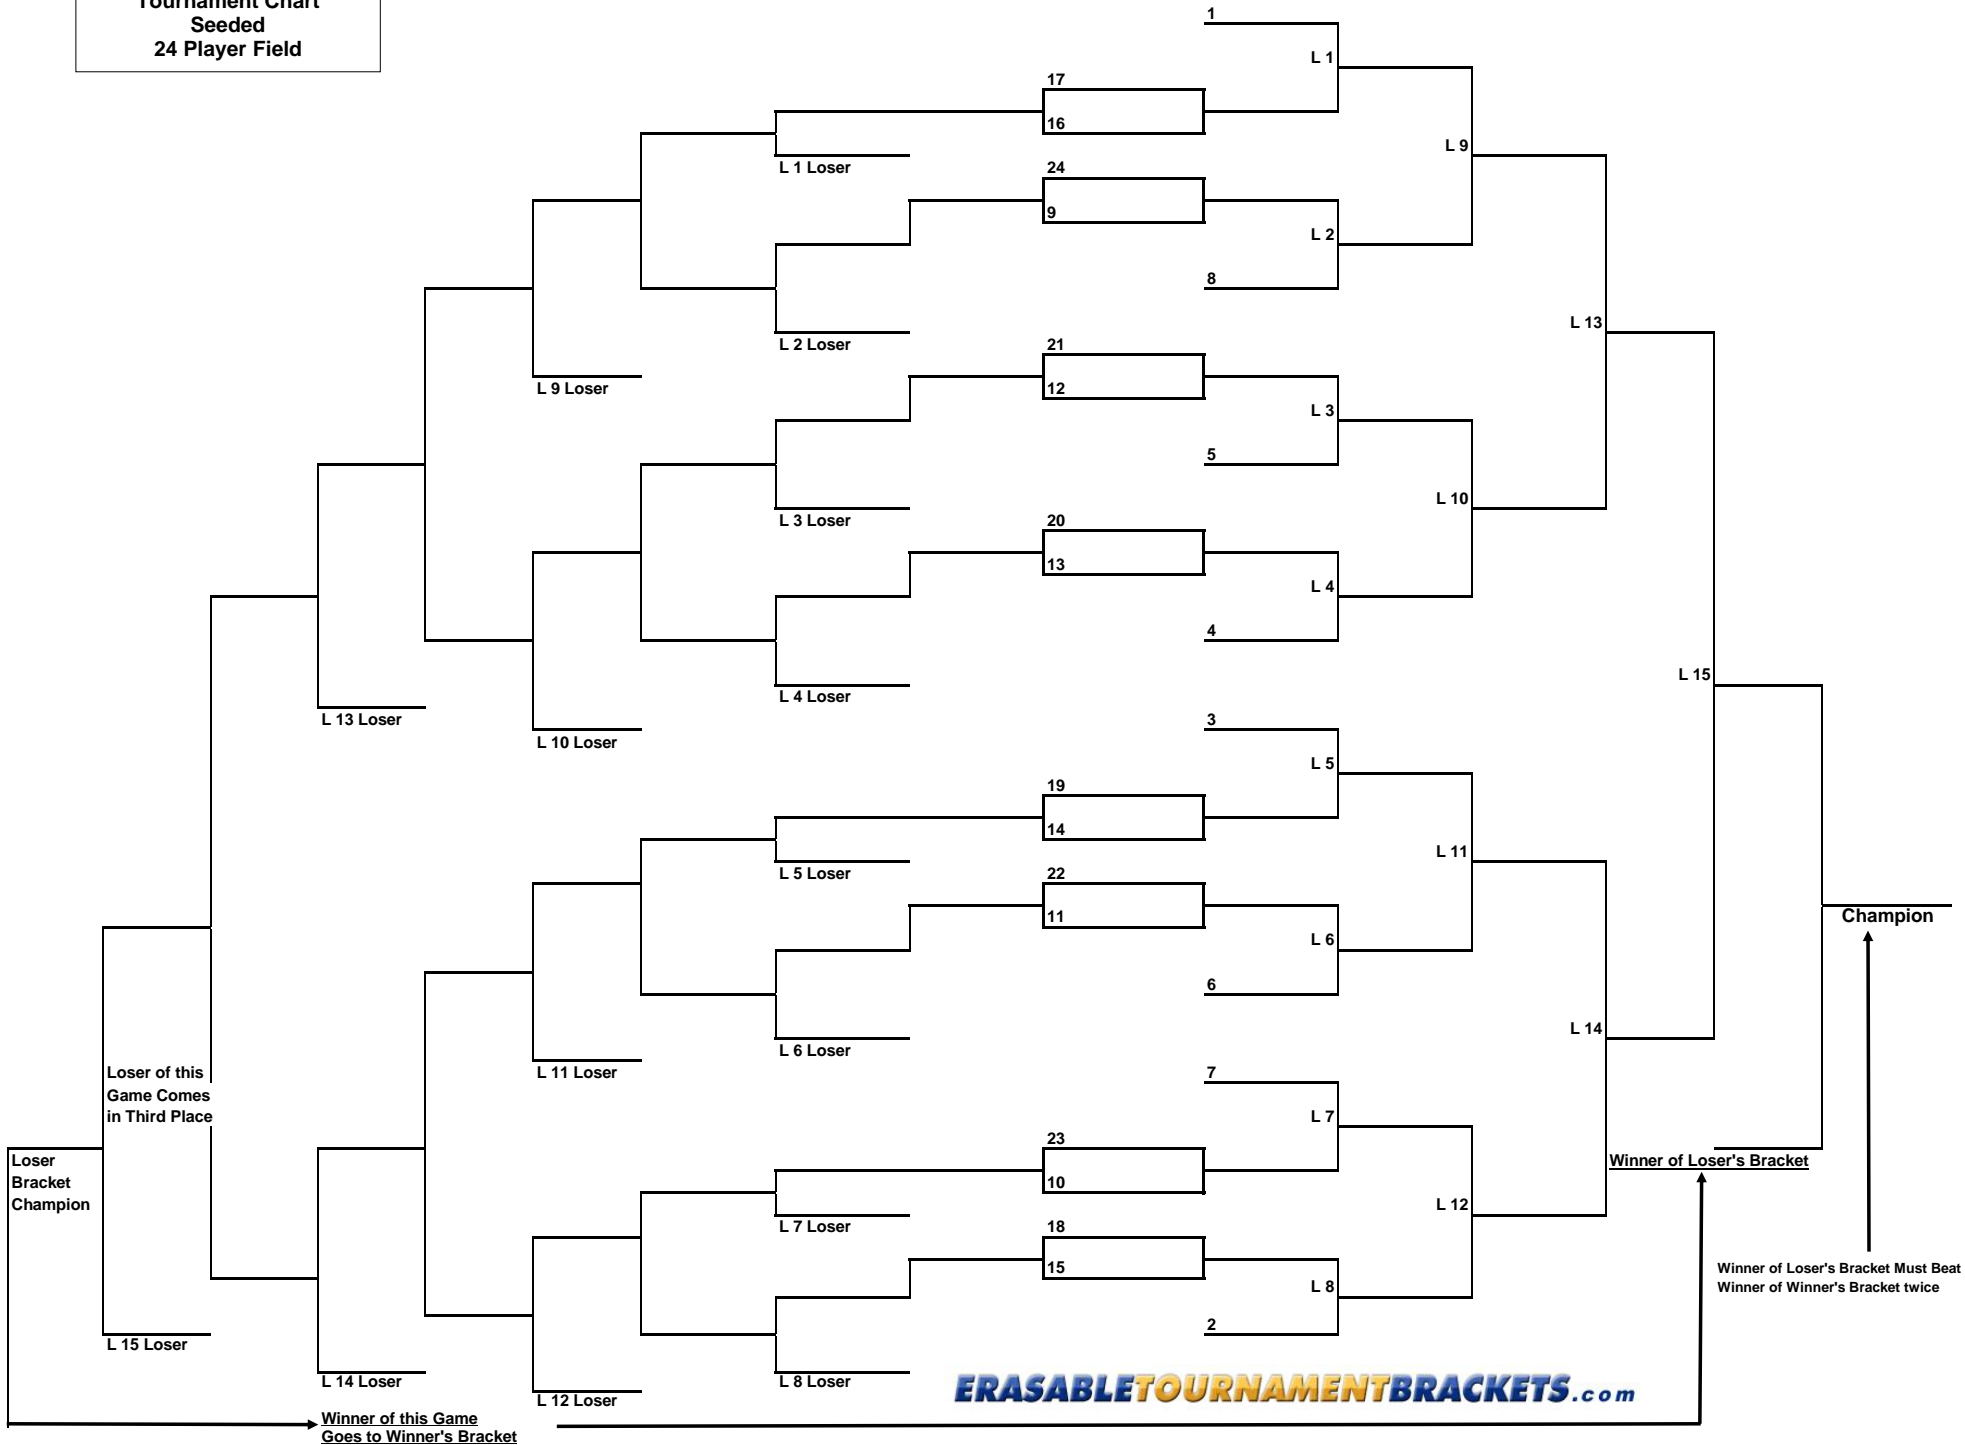 Tournament Chart
Seeded
24 Player Field
1
L 1
17
16
L 9
L 1 Loser
24
9
L 2
8
L 13
L 2 Loser
21
12
L 9 Loser
L 3
5
L 10
L 3 Loser
20
13
L 4
4
L 15
L 4 Loser
L 13 Loser
3
L 10 Loser
L 5
19
14
L 11
L 5 Loser
22
11
Champion
L 6
6
L 14
L 6 Loser
Loser of this
Game Comes
in Third Place
L 11 Loser
7
L 7
23
10
Loser
Bracket
Champion
Winner of Loser's Bracket
L 12
L 7 Loser
18
15
Winner of Loser's Bracket Must Beat
Winner of Winner's Bracket twice
L 8
2
L 15 Loser
L 14 Loser
L 8 Loser
L 12 Loser
ERASABLETOURNAMENTBRACKETS.com
Winner of this Game
Goes to Winner's Bracket